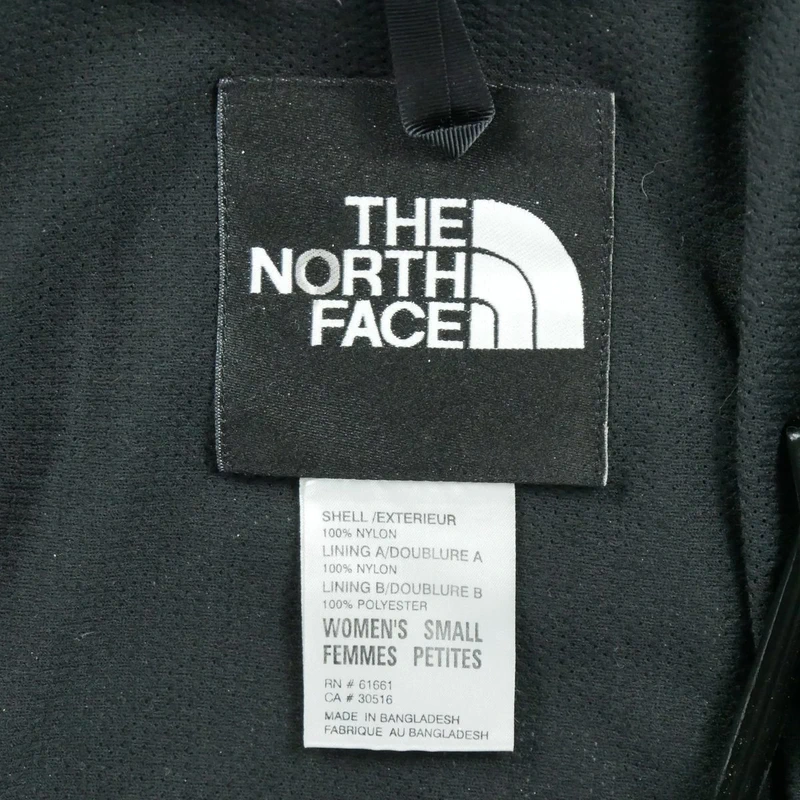 THE
NORTH
FACE
SHELL /EXTERIEUR
100% NYLON
LINING A/DOUBLURE A
100% NYLON
LINING B/DOUBLURE B
100% POLYESTER
WOMEN'S SMALL
FEMMES PETITES
RN # 61661
CA # 30516
MADE IN BANGLADESH
FABRIQUE AU BANGLADESH